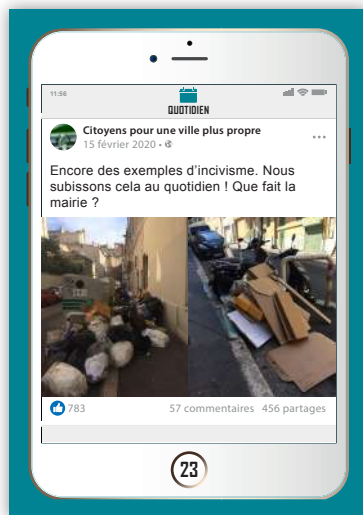 11:56
QUOTIDIEN
Citoyens pour une ville plus propre
15 février 2020 •
Encore des exemples d'incivisme. Nous
subissons cela au quotidien ! Que fait la
mairie ?
783 57 commentaires 456 partages
23